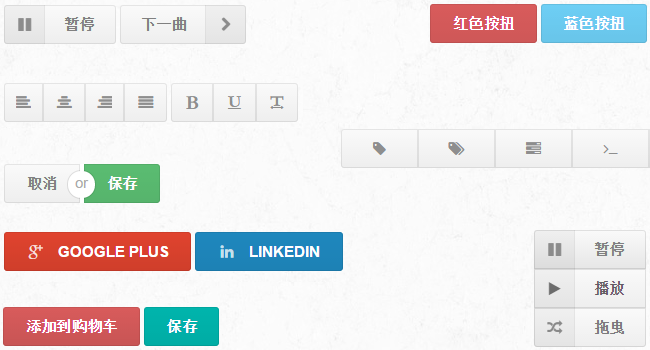 暂停 下一曲 红色按扭 蓝色按扭
B U T
取消 or 保存
g+ GOOGLE PLUS in LINKEDIN 暂停
播放
添加到购物车 保存 拖曳